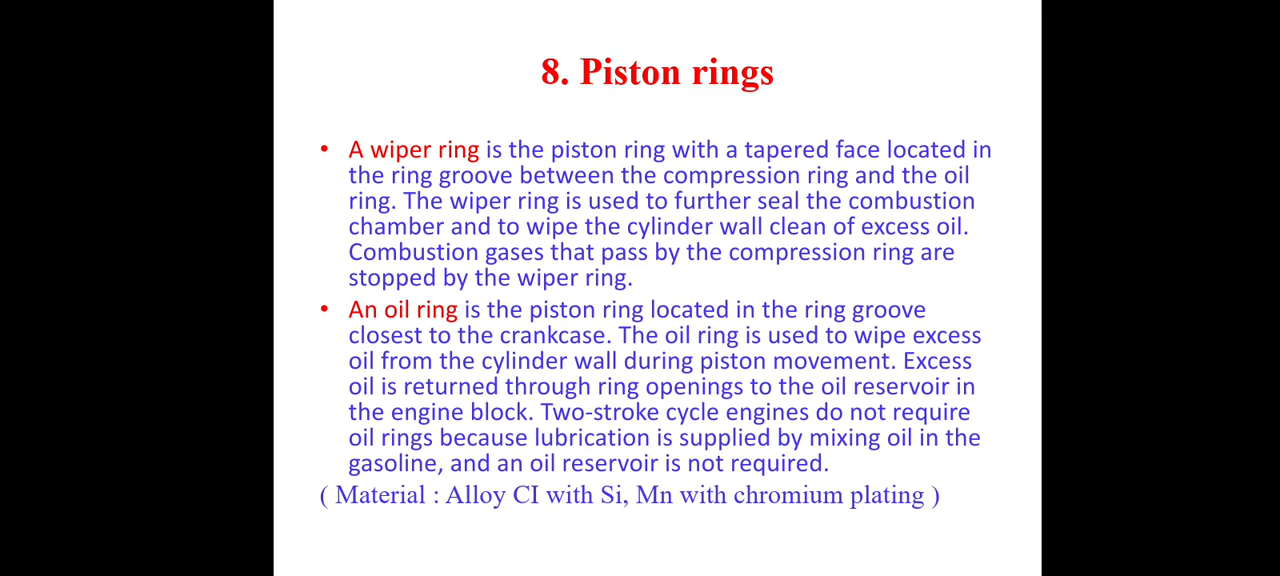 8. Piston rings
• A wiper ring is the piston ring with a tapered face located in
the ring groove between the compression ring and the oil
ring. The wiper ring is used to further seal the combustion
chamber and to wipe the cylinder wall clean of excess oil.
Combustion gases that pass by the compression ring are
stopped by the wiper ring.
• An oil ring is the piston ring located in the ring groove
closest to the crankcase. The oil ring is used to wipe excess
oil from the cylinder wall during piston movement. Excess
oil is returned through ring openings to the oil reservoir in
the engine block. Two-stroke cycle engines do not require
oil rings because lubrication is supplied by mixing oil in the
gasoline, and an oil reservoir is not required.
( Material : Alloy CI with Si, Mn with chromium plating )